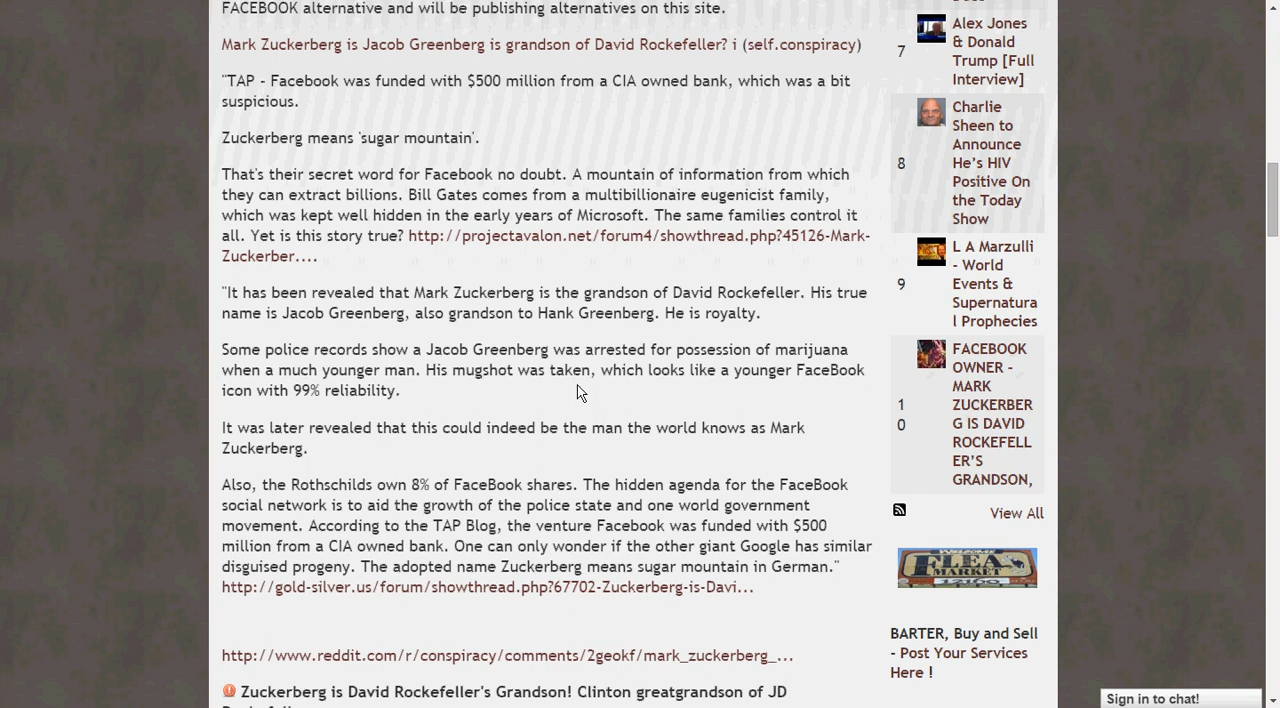 FACEBOOK alternative and will be publishing alternatives on this site.
Mark Zuckerberg is Jacob Greenberg is grandson of David Rockefeller? i (self.conspiracy)
"TAP - Facebook was funded with $500 million from a CIA owned bank, which was a bit
suspicious.
Zuckerberg means 'sugar mountain'.
That's their secret word for Facebook no doubt. A mountain of information from which
they can extract billions. Bill Gates comes from a multibillionaire eugenicist family,
which was kept well hidden in the early years of Microsoft. The same families control it
all. Yet is this story true? http://projectavalon.net/forum4/showthread.php?45126-Mark-
Zuckerber....
"It has been revealed that Mark Zuckerberg is the grandson of David Rockefeller. His true
name is Jacob Greenberg, also grandson to Hank Greenberg. He is royalty.
Some police records show a Jacob Greenberg was arrested for possession of marijuana
when a much younger man. His mugshot was taken, which looks like a younger FaceBook
icon with 99% reliability.
It was later revealed that this could indeed be the man the world knows as Mark
Zuckerberg.
Also, the Rothschilds own 8% of FaceBook shares. The hidden agenda for the FaceBook
social network is to aid the growth of the police state and one world government
movement. According to the TAP Blog, the venture Facebook was funded with $500
million from a CIA owned bank. One can only wonder if the other giant Google has similar
disguised progeny. The adopted name Zuckerberg means sugar mountain in German."
http://gold-silver.us/forum/showthread.php?67702-Zuckerberg-is-Davi...
http://www.reddit.com/r/conspiracy/comments/2geokf/mark_zuckerberg_...
Zuckerberg is David Rockefeller's Grandson! Clinton greatgrandson of JD
7
Alex Jones
& Donald
Trump [Full
Interview]
8
Charlie
Sheen to
Announce
He's HIV
Positive On
the Today
Show
9
L A Marzulli
- World
Events &
Supernatura
l Prophecies
1
0
FACEBOOK
OWNER -
MARK
ZUCKERBER
G IS DAVID
ROCKEFELL
ER'S
GRANDSON,
View All
WELCOME
FLEA
MARKET
12160
BARTER, Buy and Sell
- Post Your Services
Here !
Sign in to chat!